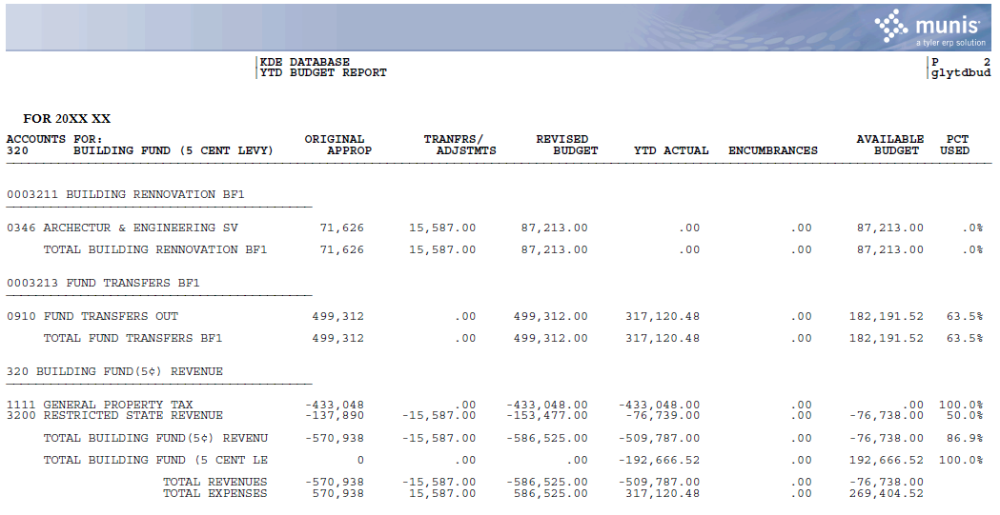 munis®
a tyler erp solution
KDE DATABASE P 2
YTD BUDGET REPORT glytdbud
FOR 20XX XX
ACCOUNTS FOR: ORIGINAL TRANFRS/ REVISED AVAILABLE PCT
320 BUILDING FUND (5 CENT LEVY) APPROP ADJSTMTS BUDGET YTD ACTUAL ENCUMBRANCES BUDGET USED
0003211 BUILDING RENNOVATION BF1
0346 ARCHECTUR & ENGINEERING SV 71,626 15,587.00 87,213.00 .00 .00 87,213.00 .0%
TOTAL BUILDING RENNOVATION BF1 71,626 15,587.00 87,213.00 .00 .00 87,213.00 .0%
0003213 FUND TRANSFERS BF1
0910 FUND TRANSFERS OUT 499,312 .00 499,312.00 317,120.48 .00 182,191.52 63.5%
TOTAL FUND TRANSFERS BF1 499,312 .00 499,312.00 317,120.48 .00 182,191.52 63.5%
320 BUILDING FUND(5¢) REVENUE
1111 GENERAL PROPERTY TAX -433,048 .00 -433,048.00 -433,048.00 .00 .00 100.0%
3200 RESTRICTED STATE REVENUE -137,890 -15,587.00 -153,477.00 -76,739.00 .00 -76,738.00 50.0%
TOTAL BUILDING FUND(5¢) REVENU -570,938 -15,587.00 -586,525.00 -509,787.00 .00 -76,738.00 86.9%
TOTAL BUILDING FUND (5 CENT LE 0 .00 .00 -192,666.52 .00 192,666.52 100.0%
TOTAL REVENUES -570,938 -15,587.00 -586,525.00 -509,787.00 .00 -76,738.00
TOTAL EXPENSES 570,938 15,587.00 586,525.00 317,120.48 .00 269,404.52